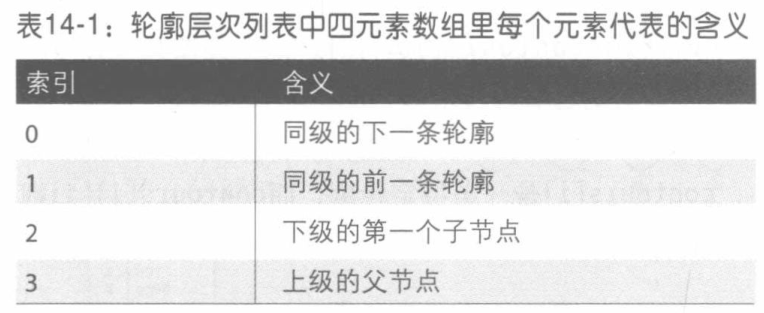 表14-1：轮廓层次列表中四元素数组里每个元素代表的含义
索引 含义
0 同级的下一条轮廓
1 同级的前一条轮廓
2 下级的第一个子节点
3 上级的父节点